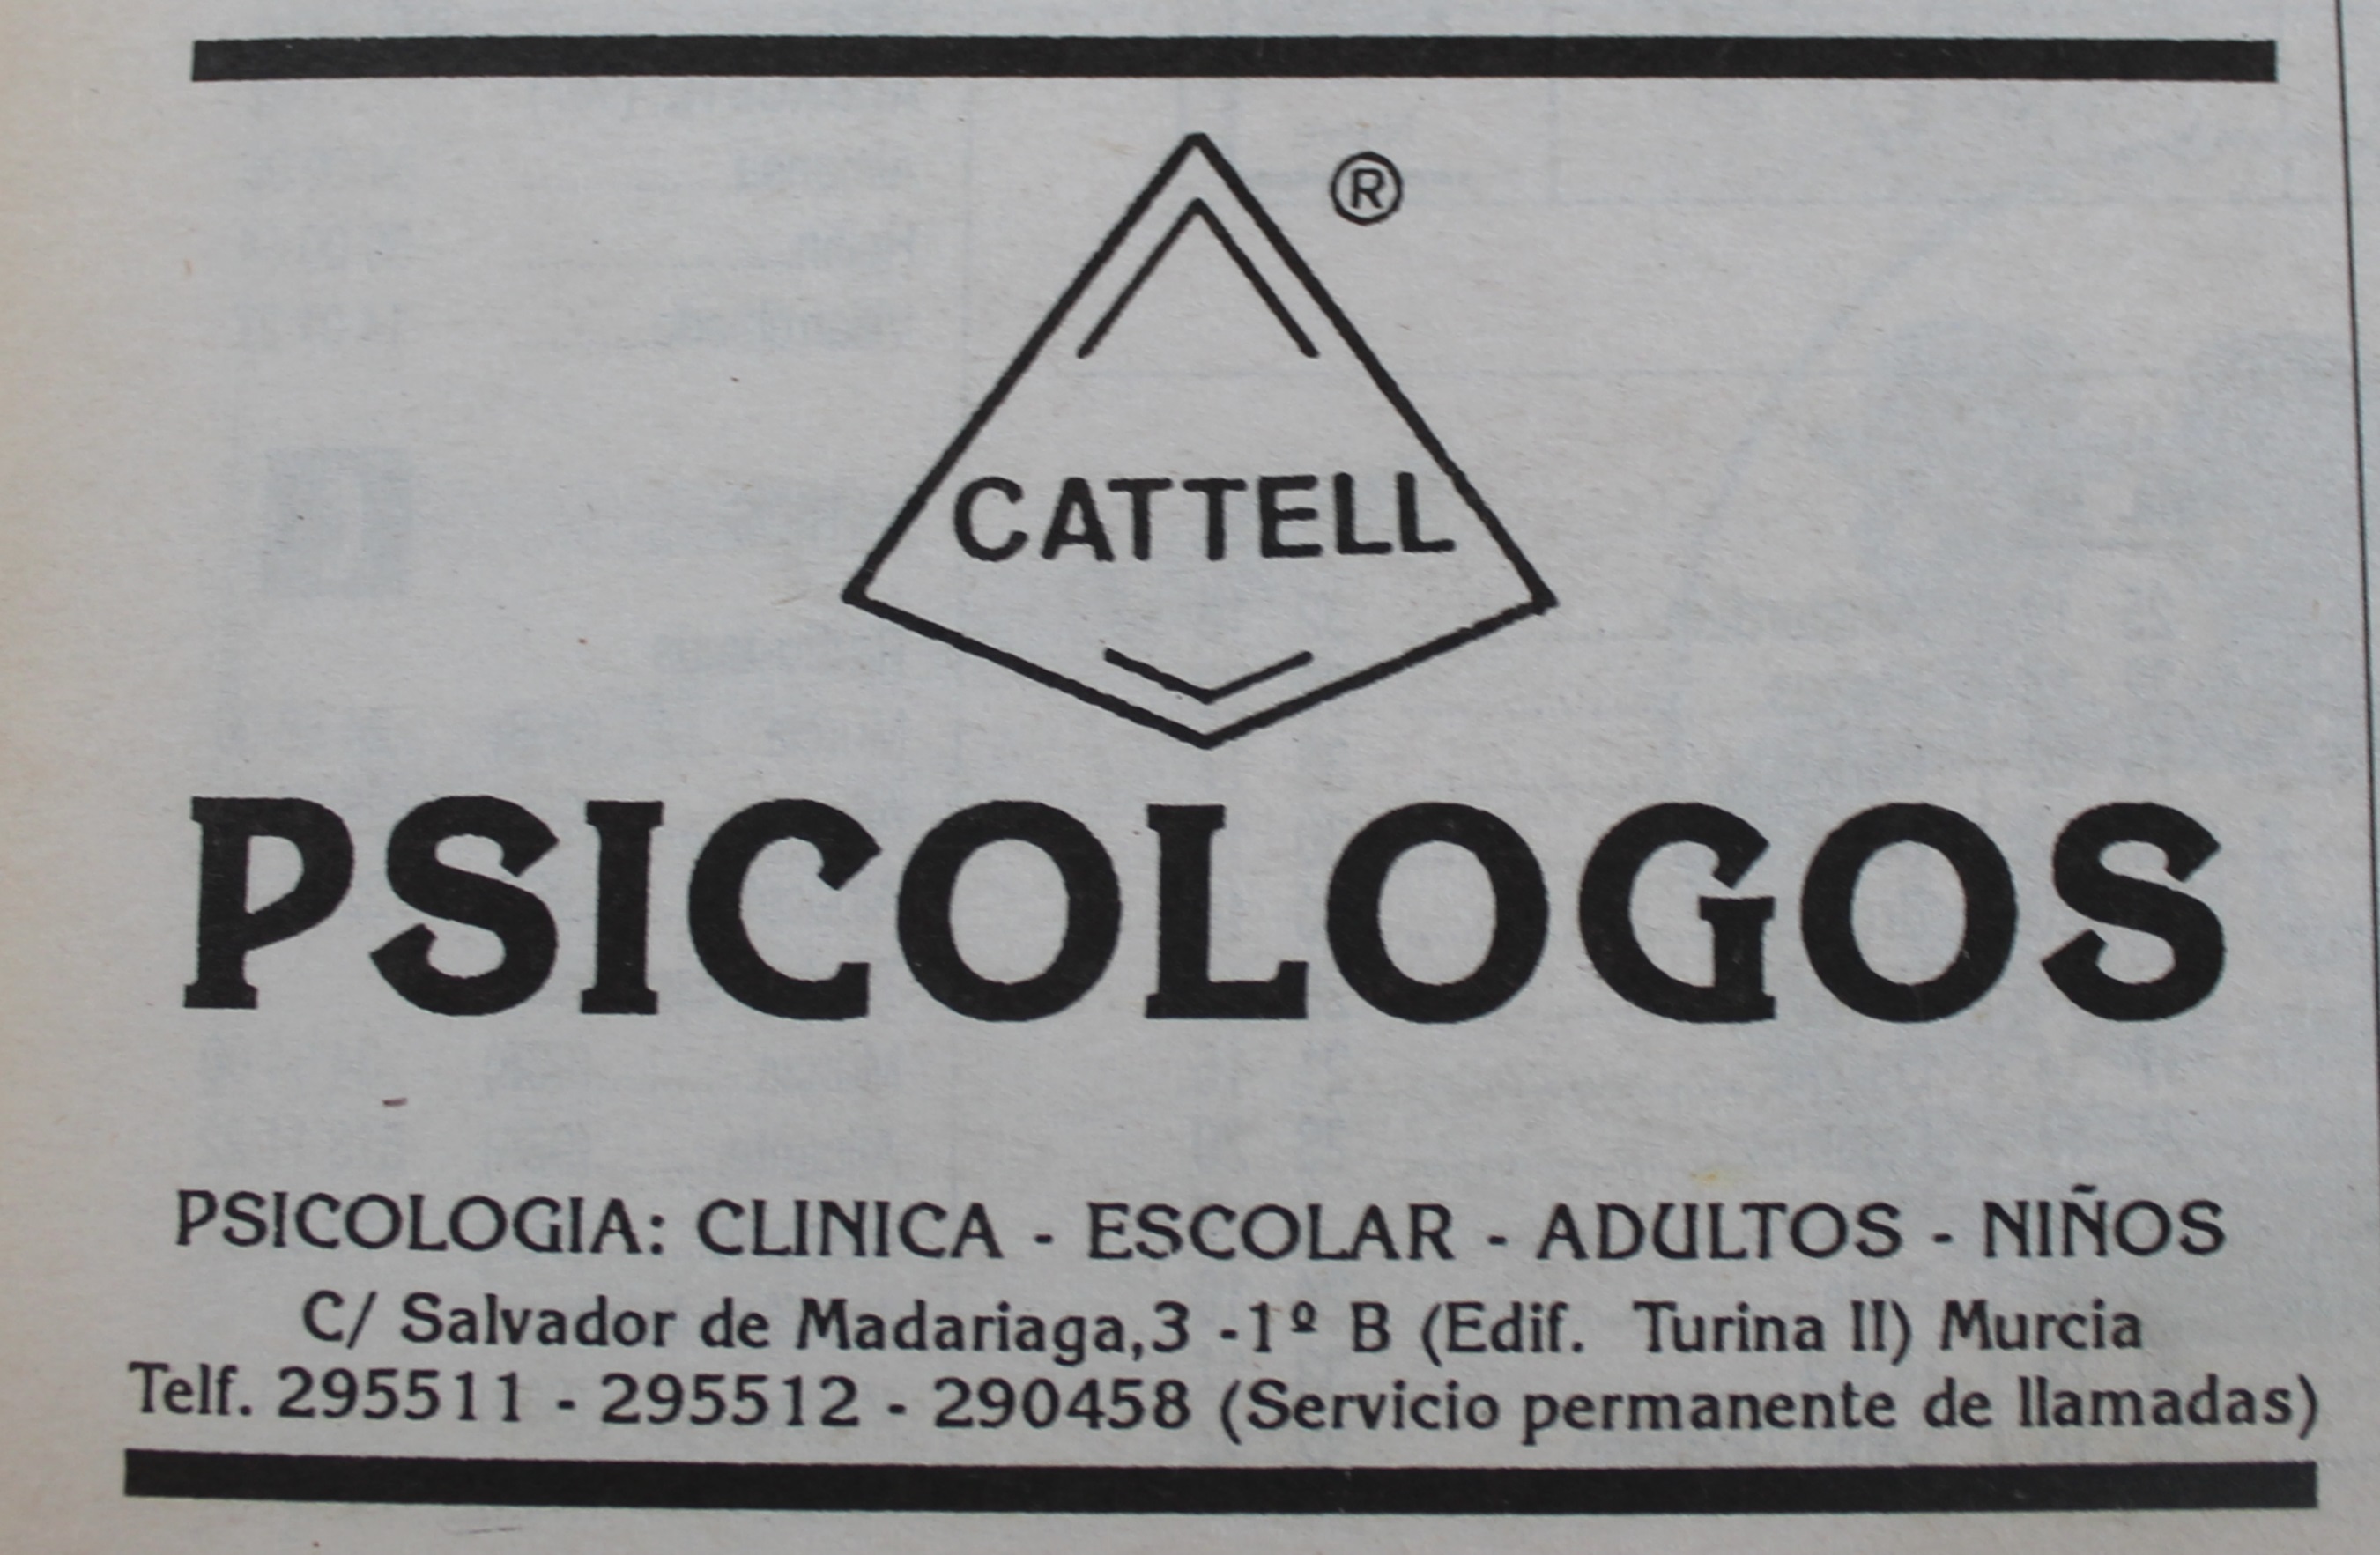 ®
CATTELL
PSICOLOGOS
PSICOLOGIA: CLINICA - ESCOLAR - ADULTOS - NIÑOS
C/ Salvador de Madariaga,3 -1º B (Edif. Turina II) Murcia
Telf. 295511 - 295512 - 290458 (Servicio permanente de llamadas)